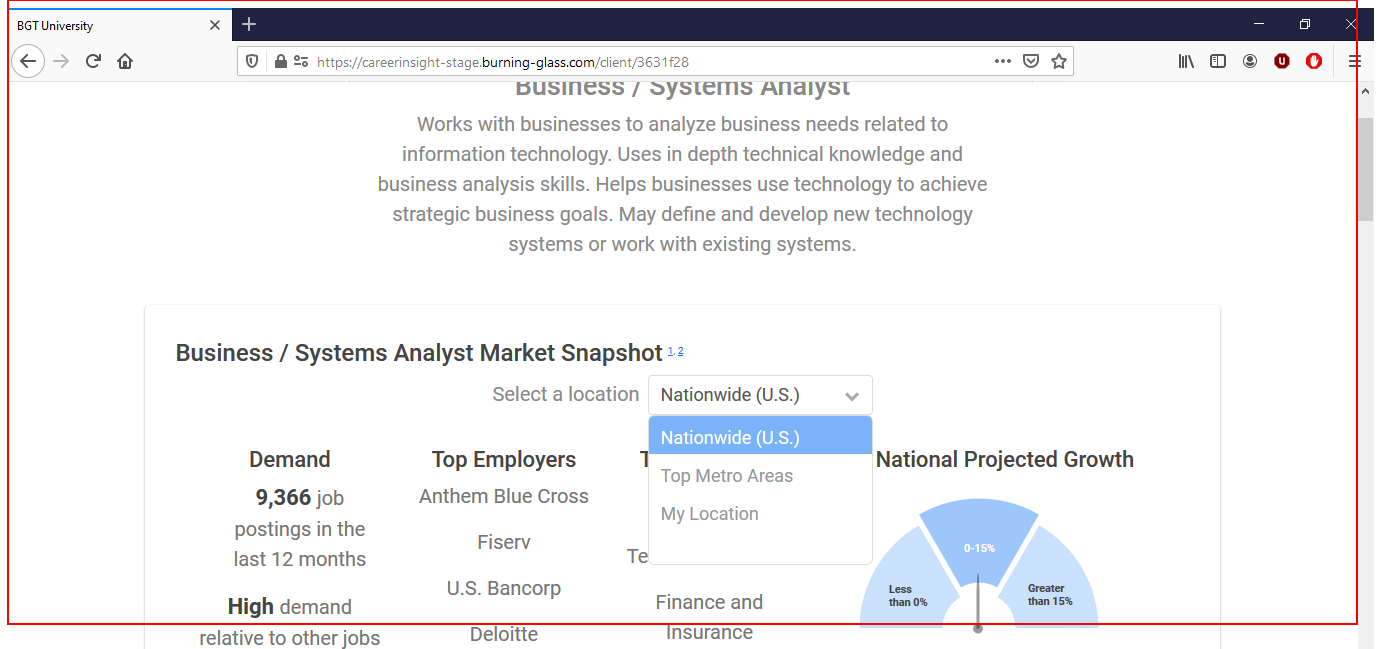 BGT University
https://careerinsight-stage.burning-glass.com/client/3631f28
Business / Systems Analyst
Works with businesses to analyze business needs related to
information technology. Uses in depth technical knowledge and
business analysis skills. Helps businesses use technology to achieve
strategic business goals. May define and develop new technology
systems or work with existing systems.
Business / Systems Analyst Market Snapshot 1, 2
Select a location
Nationwide (U.S.)
Nationwide (U.S.)
Top Metro Areas
My Location
Demand
9,366 job
postings in the
last 12 months
High demand
relative to other jobs
Top Employers
Anthem Blue Cross
Fiserv
U.S. Bancorp
Deloitte
T
Te
Finance and
Insurance
National Projected Growth
Less
than 0%
0-15%
Greater
than 15%